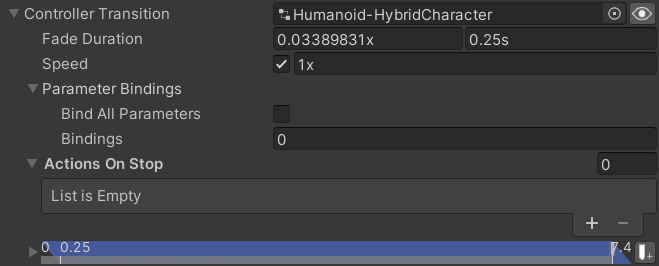 Controller Transition Humanoid-HybridCharacter
Fade Duration 0.03389831x 0.25s
Speed 1x
Parameter Bindings
Bind All Parameters
Bindings 0
Actions On Stop 0
List is Empty
+ −
0 0.25 7.4